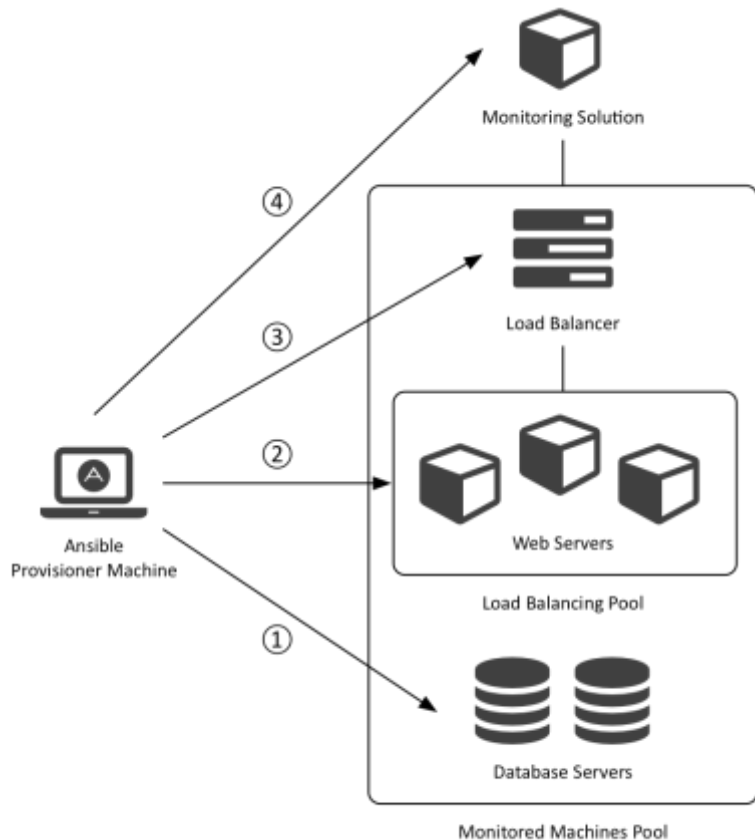 Monitoring Solution
④
Load Balancer
③
②
Web Servers
Ansible
Provisioner Machine
Load Balancing Pool
①
Database Servers
Monitored Machines Pool